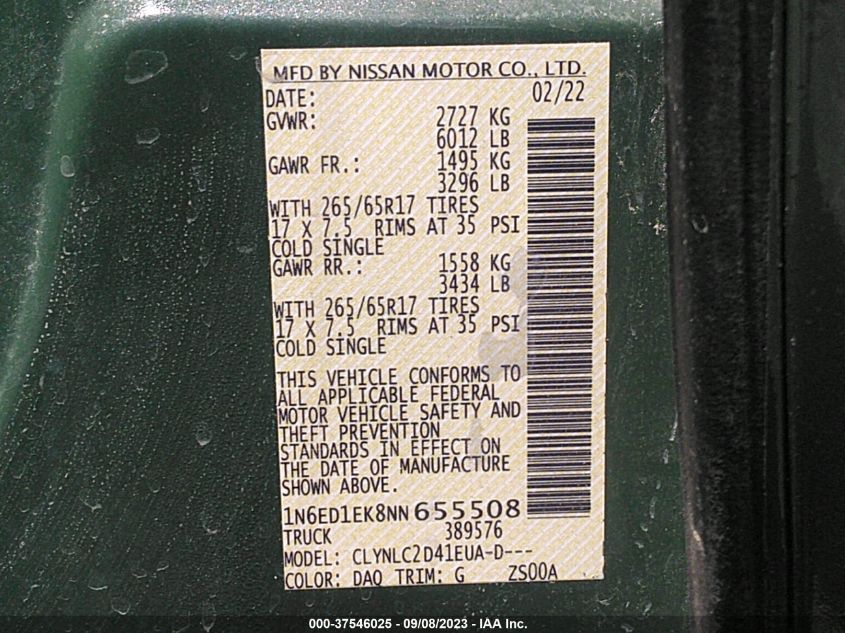 MFD BY NISSAN MOTOR CO., LTD.
DATE: 02/22
GVWR: 2727 KG
6012 LB
GAWR FR.: 1495 KG
3296 LB
WITH 265/65R17 TIRES
17 X 7.5 RIMS AT 35 PSI
COLD SINGLE
GAWR RR.: 1558 KG
3434 LB
WITH 265/65R17 TIRES
17 X 7.5 RIMS AT 35 PSI
COLD SINGLE
THIS VEHICLE CONFORMS TO
ALL APPLICABLE FEDERAL
MOTOR VEHICLE SAFETY AND
THEFT PREVENTION
STANDARDS IN EFFECT ON
THE DATE OF MANUFACTURE
SHOWN ABOVE.
1N6ED1EK8NN655508
TRUCK 389576
MODEL: CLYNLC2D41EUA-D---
COLOR: DAQ TRIM: G ZS00A
000-37546025 - 09/08/2023 - IAA Inc.